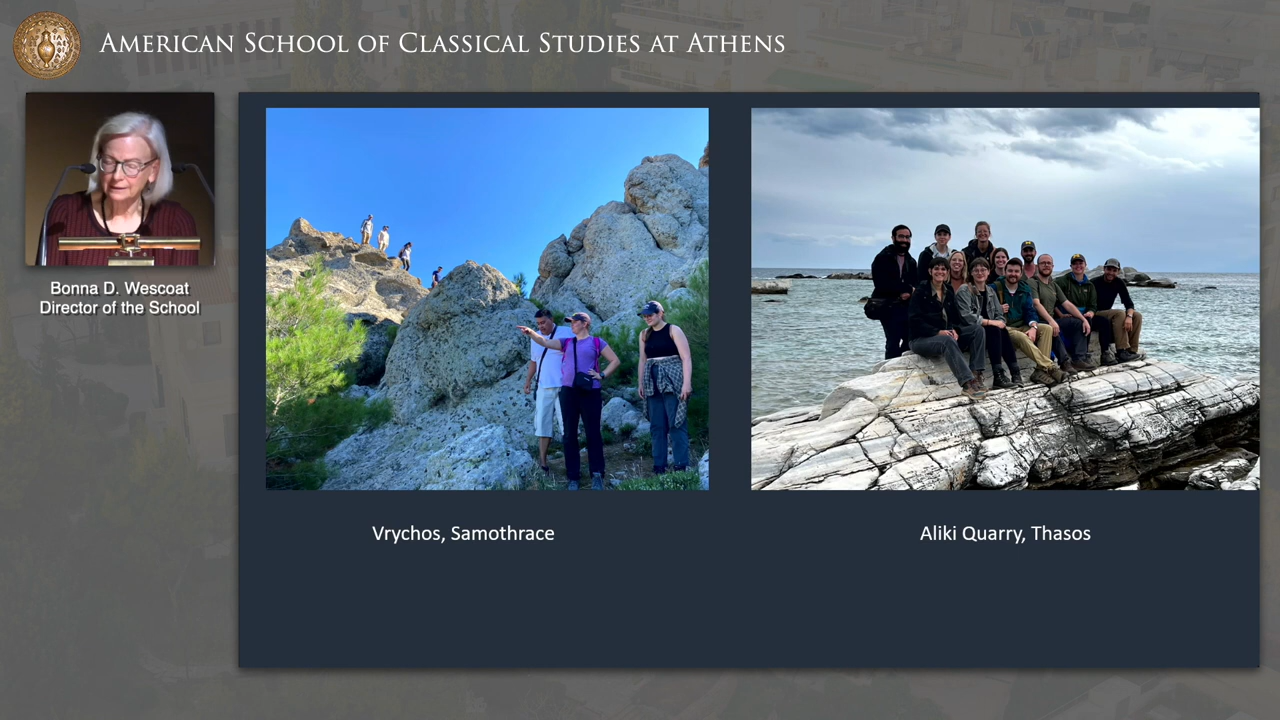 AMERICAN SCHOOL OF CLASSICAL STUDIES AT ATHENS
Bonna D. Wescoat
Director of the School
Vrychos, Samothrace
Aliki Quarry, Thasos